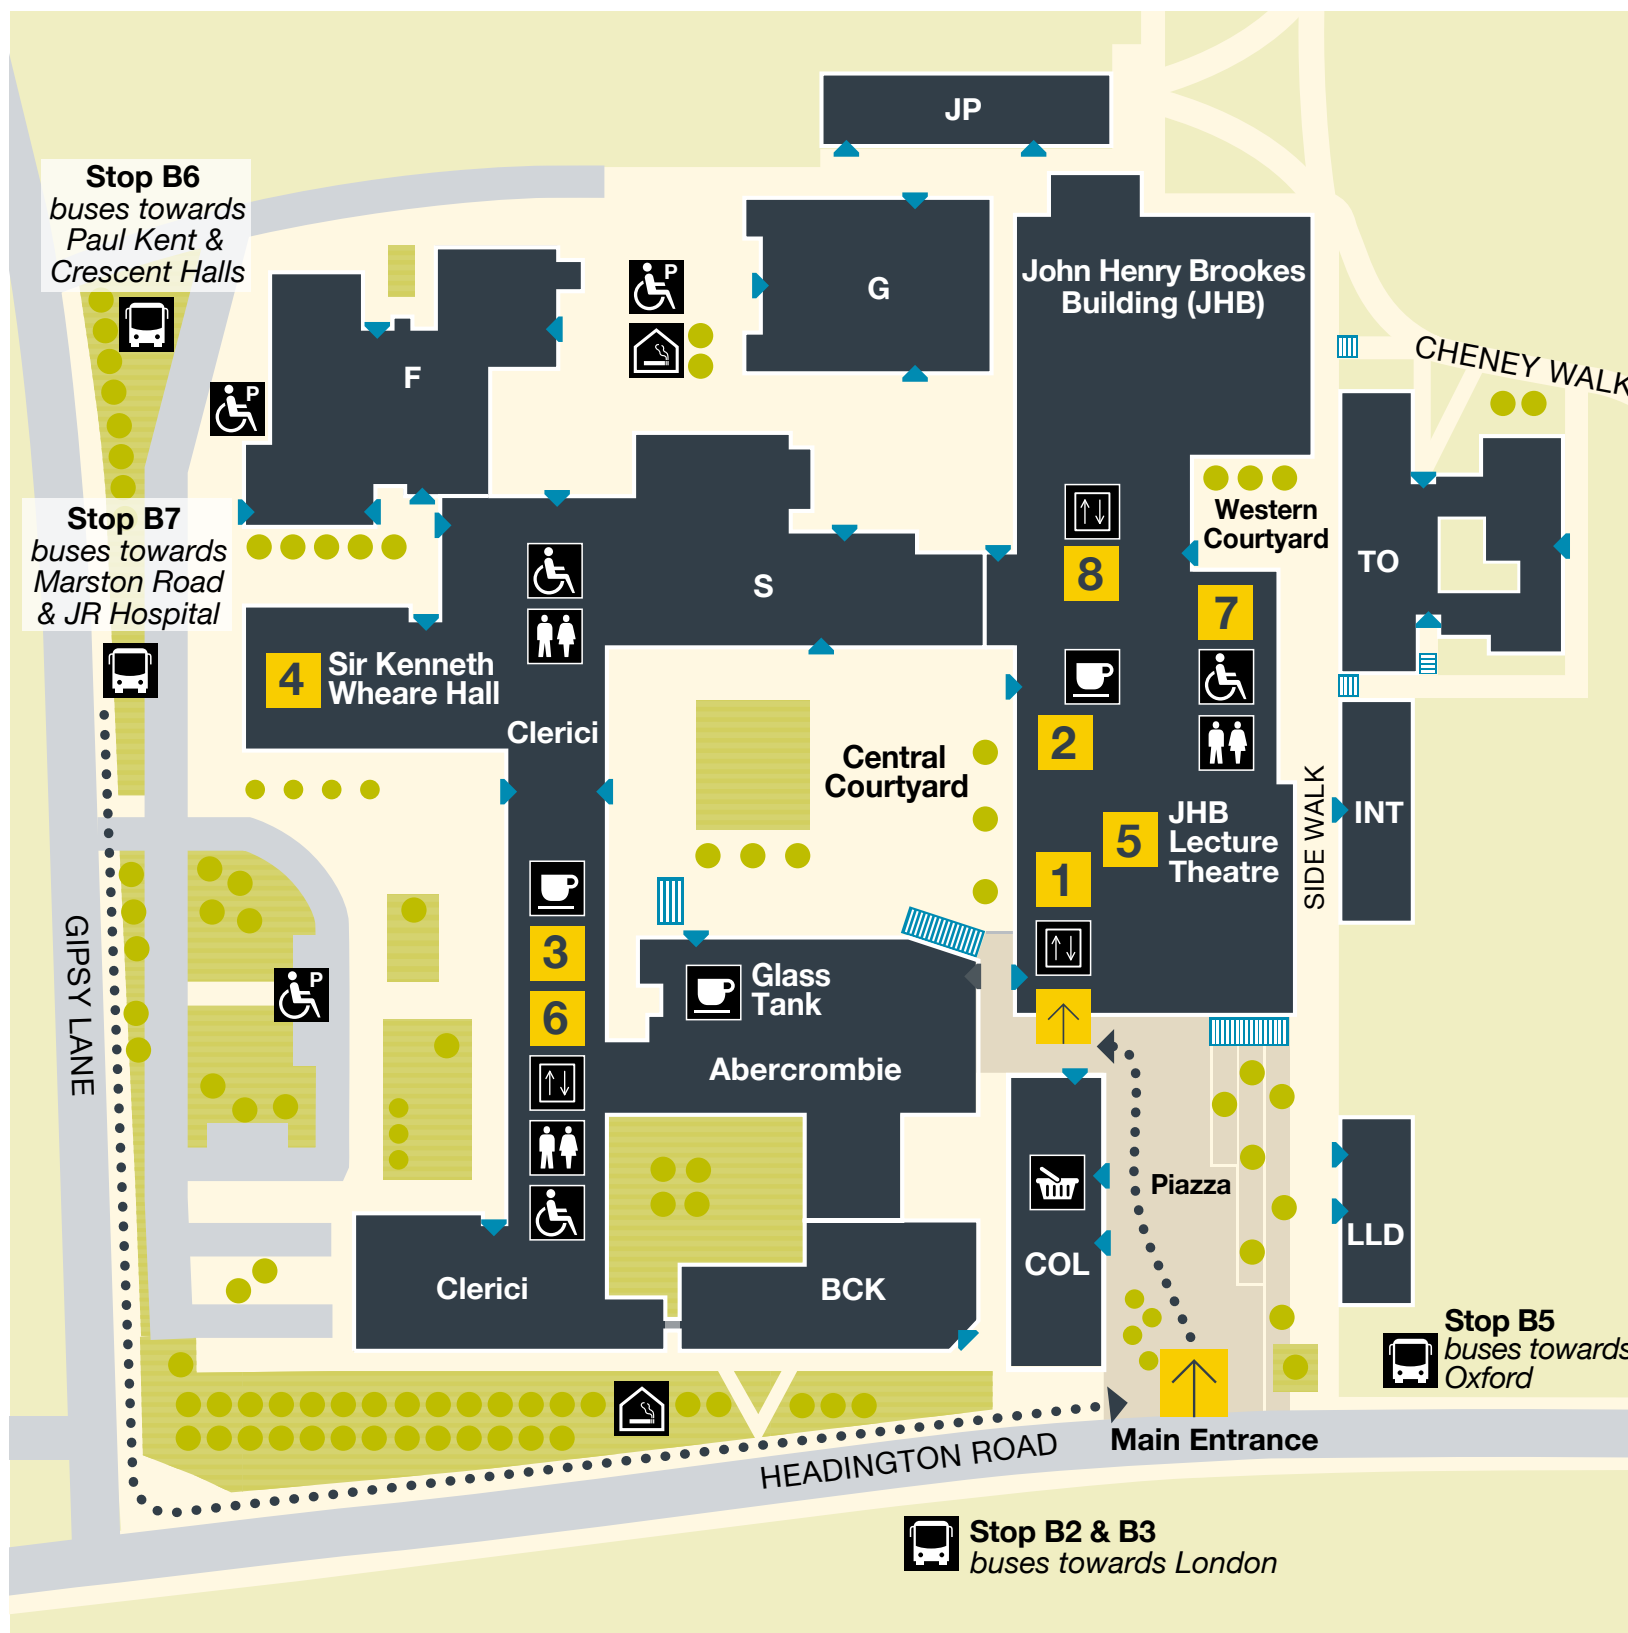 JP
Stop B6
buses towards
Paul Kent &
Crescent Halls
P
G
John Henry Brookes
Building (JHB)
F
P
CHENEY WALK
Stop B7
buses towards
Marston Road
& JR Hospital
Western
Courtyard
8
TO
S
7
4
Sir Kenneth
Wheare Hall
Clerici
2
Central
Courtyard
5
JHB
Lecture
Theatre
SIDE WALK
INT
1
GIPSY LANE
P
3
Glass
Tank
6
Abercrombie
Piazza
LLD
COL
Clerici
BCK
Stop B5
buses towards
Oxford
Main Entrance
HEADINGTON ROAD
Stop B2 & B3
buses towards London